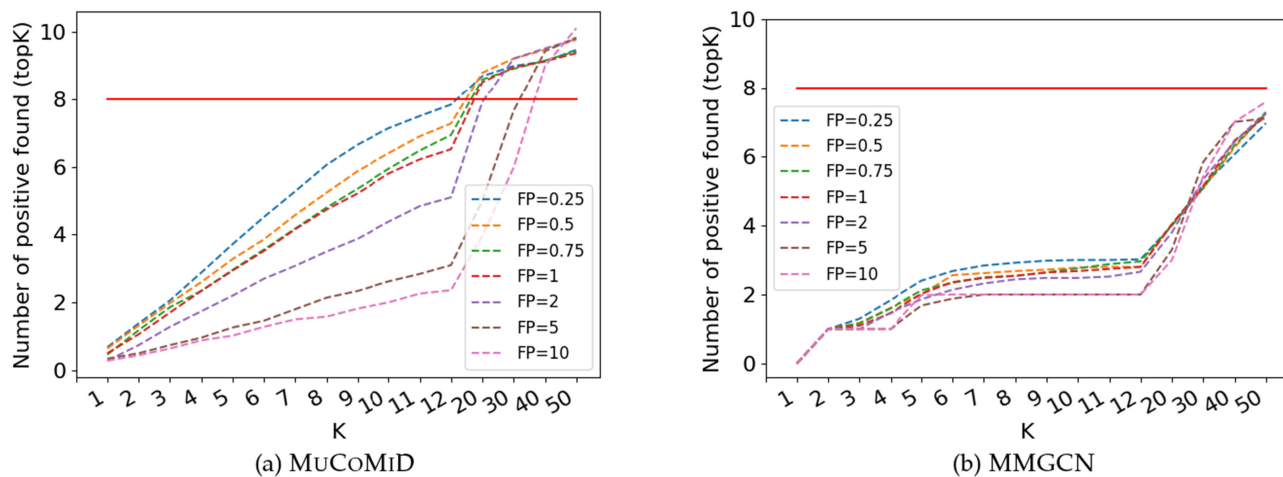 Number of positive found (topK)
10
8
6
4
2
0
FP=0.25
FP=0.5
FP=0.75
FP=1
FP=2
FP=5
FP=10
1 2 3 4 5 6 7 8 9 10 11 12 20 30 40 50
K
(a) MUCOMID
Number of positive found (topK)
10
8
6
4
2
0
FP=0.25
FP=0.5
FP=0.75
FP=1
FP=2
FP=5
FP=10
1 2 3 4 5 6 7 8 9 10 11 12 20 30 40 50
K
(b) MMGCN